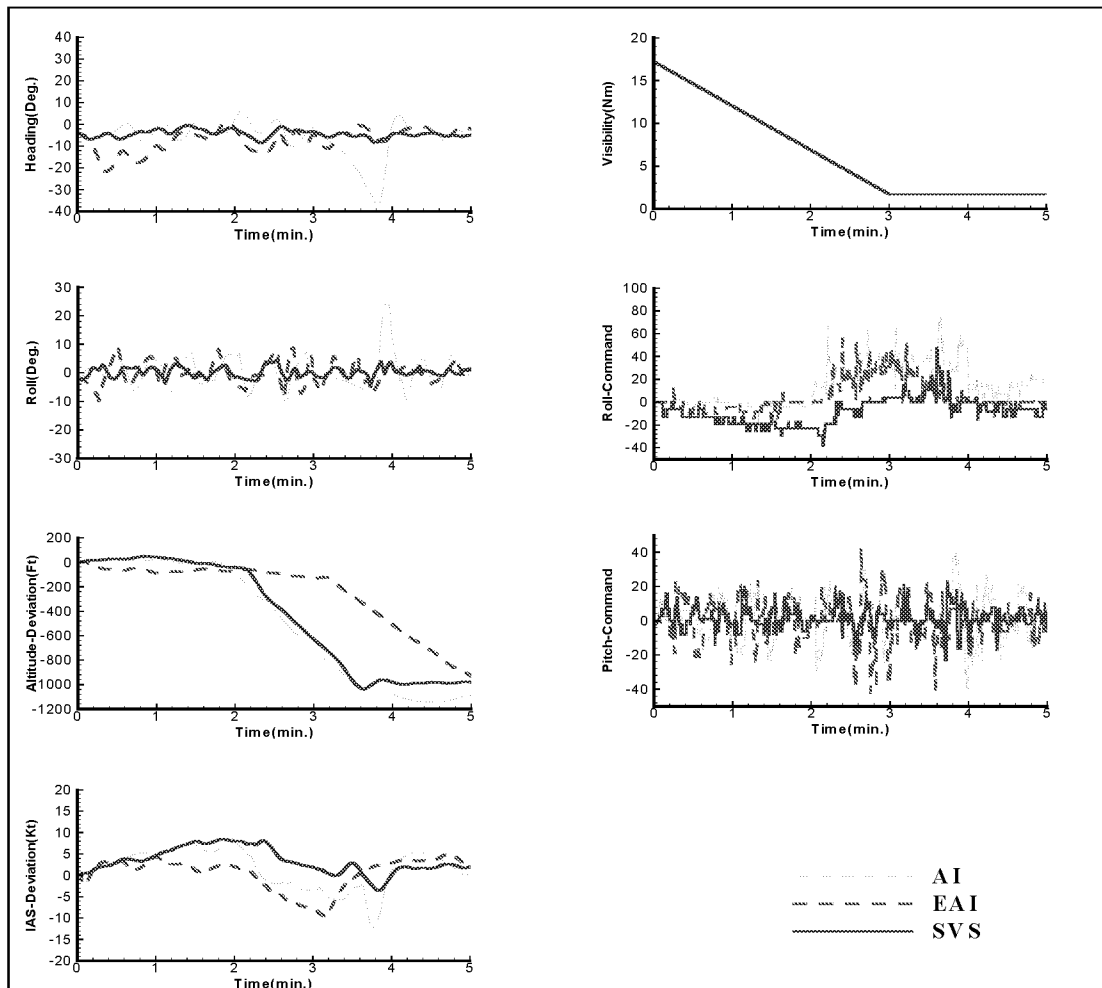 40
30
20
10
0
-10
-20
-30
-40
Heading(Deg.)
0 1 2 3 4 5
Time(min.)
20
15
10
5
0
Visibility(Nm)
0 1 2 3 4 5
Time(min.)
30
20
10
0
-10
-20
-30
Roll(Deg.)
0 1 2 3 4 5
Time(min.)
100
80
60
40
20
0
-20
-40
Roll-Command
0 1 2 3 4 5
Time(min.)
200
0
-200
-400
-600
-800
-1000
-1200
Altitude-Deviation(Ft)
0 1 2 3 4 5
Time(min.)
40
20
0
-20
-40
Pitch-Command
0 1 2 3 4 5
Time(min.)
20
15
10
5
0
-5
-10
-15
-20
IAS-Deviation(Kt)
0 1 2 3 4 5
Time(min.)
AI
EAI
SVS